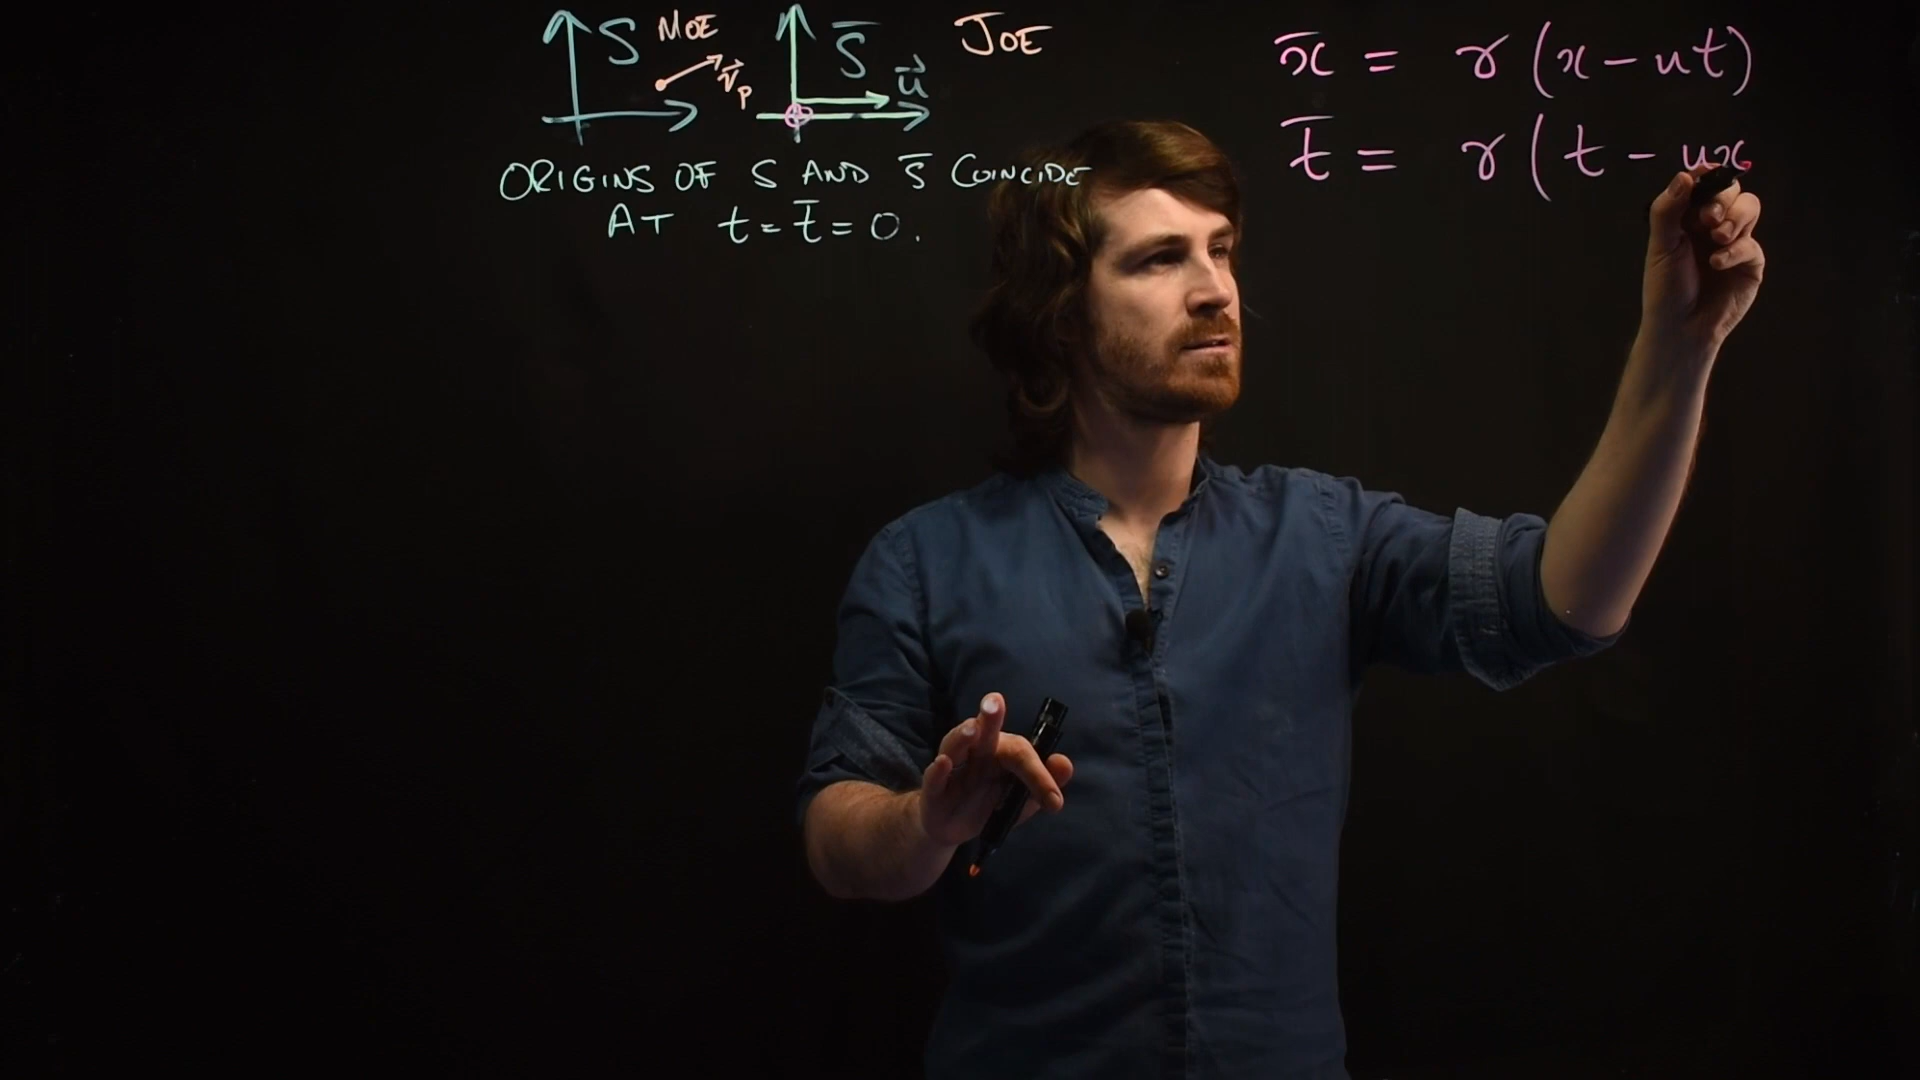 S MOE v⃗ₚ S̄ u⃗ JOE
ORIGINS OF S AND S̄ COINCIDE
AT t = t̄ = 0.
x̄ = γ (x - ut)
t̄ = γ ( t - ux